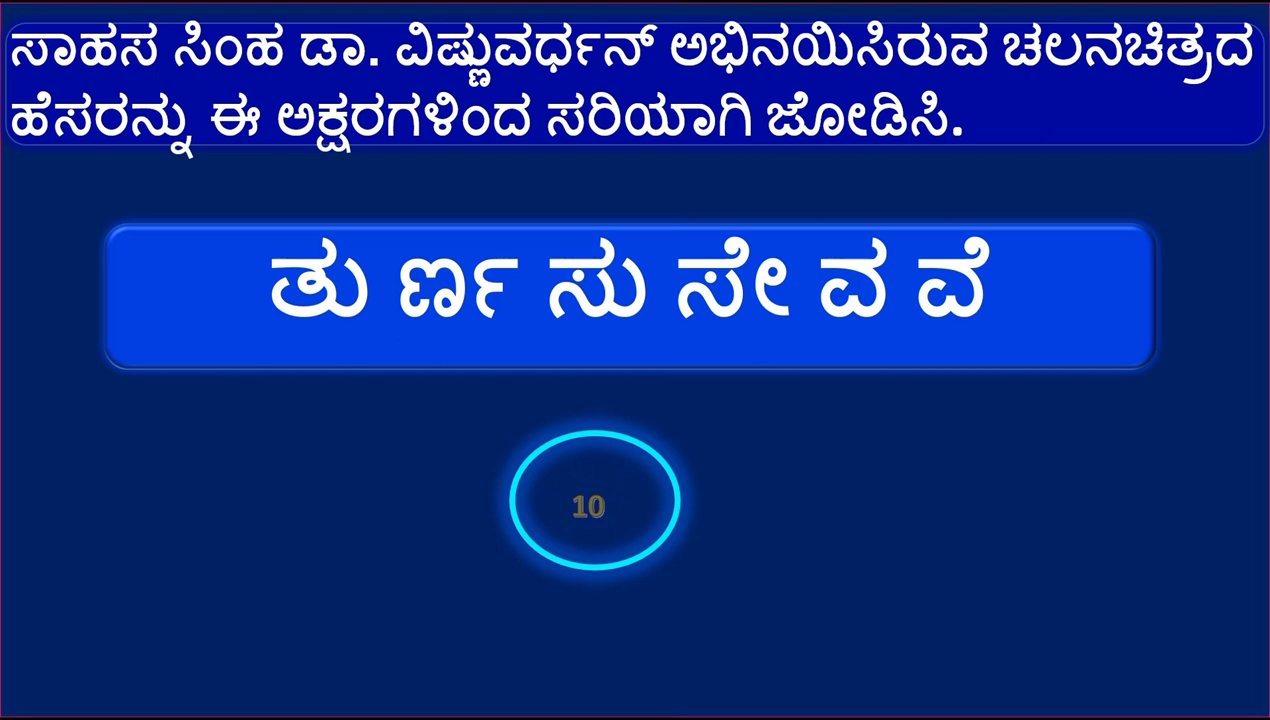 ಸಾಹಸ ಸಿಂಹ ಡಾ. ವಿಷ್ಣುವರ್ಧನ್ ಅಭಿನಯಿಸಿರುವ ಚಲನಚಿತ್ರದ
ಹೆಸರನ್ನು ಈ ಅಕ್ಷರಗಳಿಂದ ಸರಿಯಾಗಿ ಜೋಡಿಸಿ.
ತು ರ್ಣ ಸು ಸೇ ವ ವೆ
10